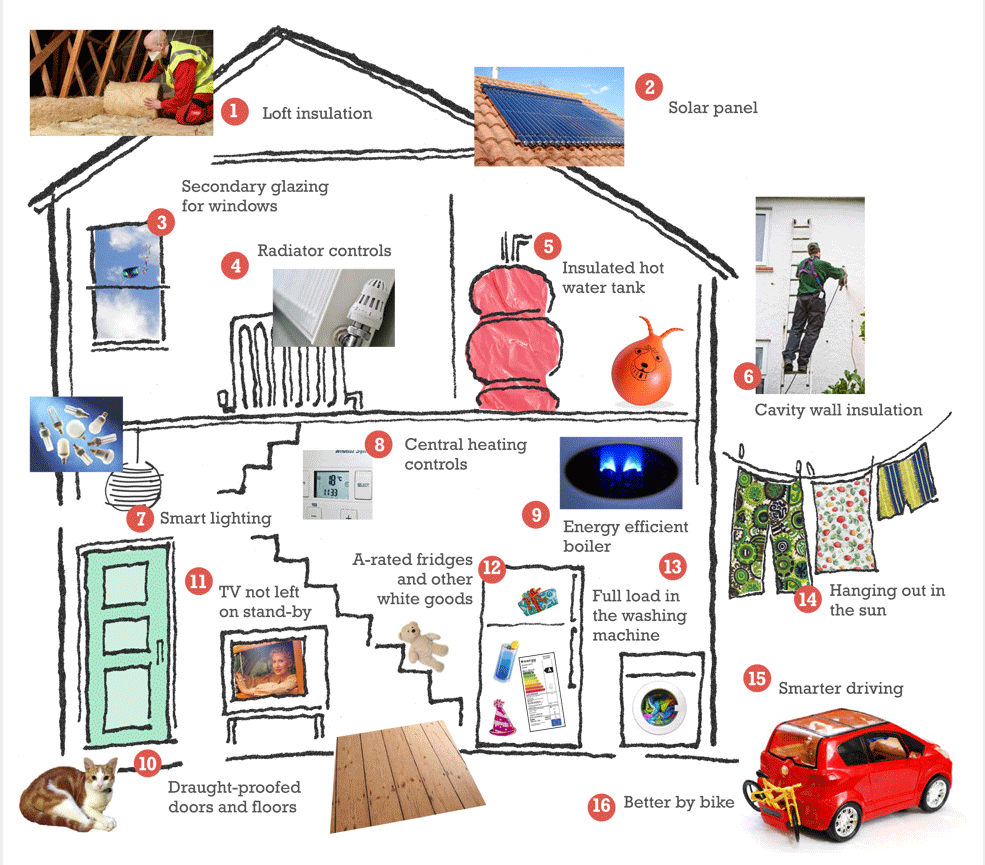 1
Loft insulation
2
Solar panel
Secondary glazing
for windows
3
4
Radiator controls
5
Insulated hot
water tank
6
Cavity wall insulation
7
Smart lighting
8
Central heating
controls
18°C
11:33
SELECT
9
Energy efficient
boiler
A-rated fridges
and other
white goods
12
11
TV not left
on stand-by
13
Full load in
the washing
machine
14
Hanging out in
the sun
Energy
A
15
Smarter driving
10
Draught-proofed
doors and floors
16
Better by bike